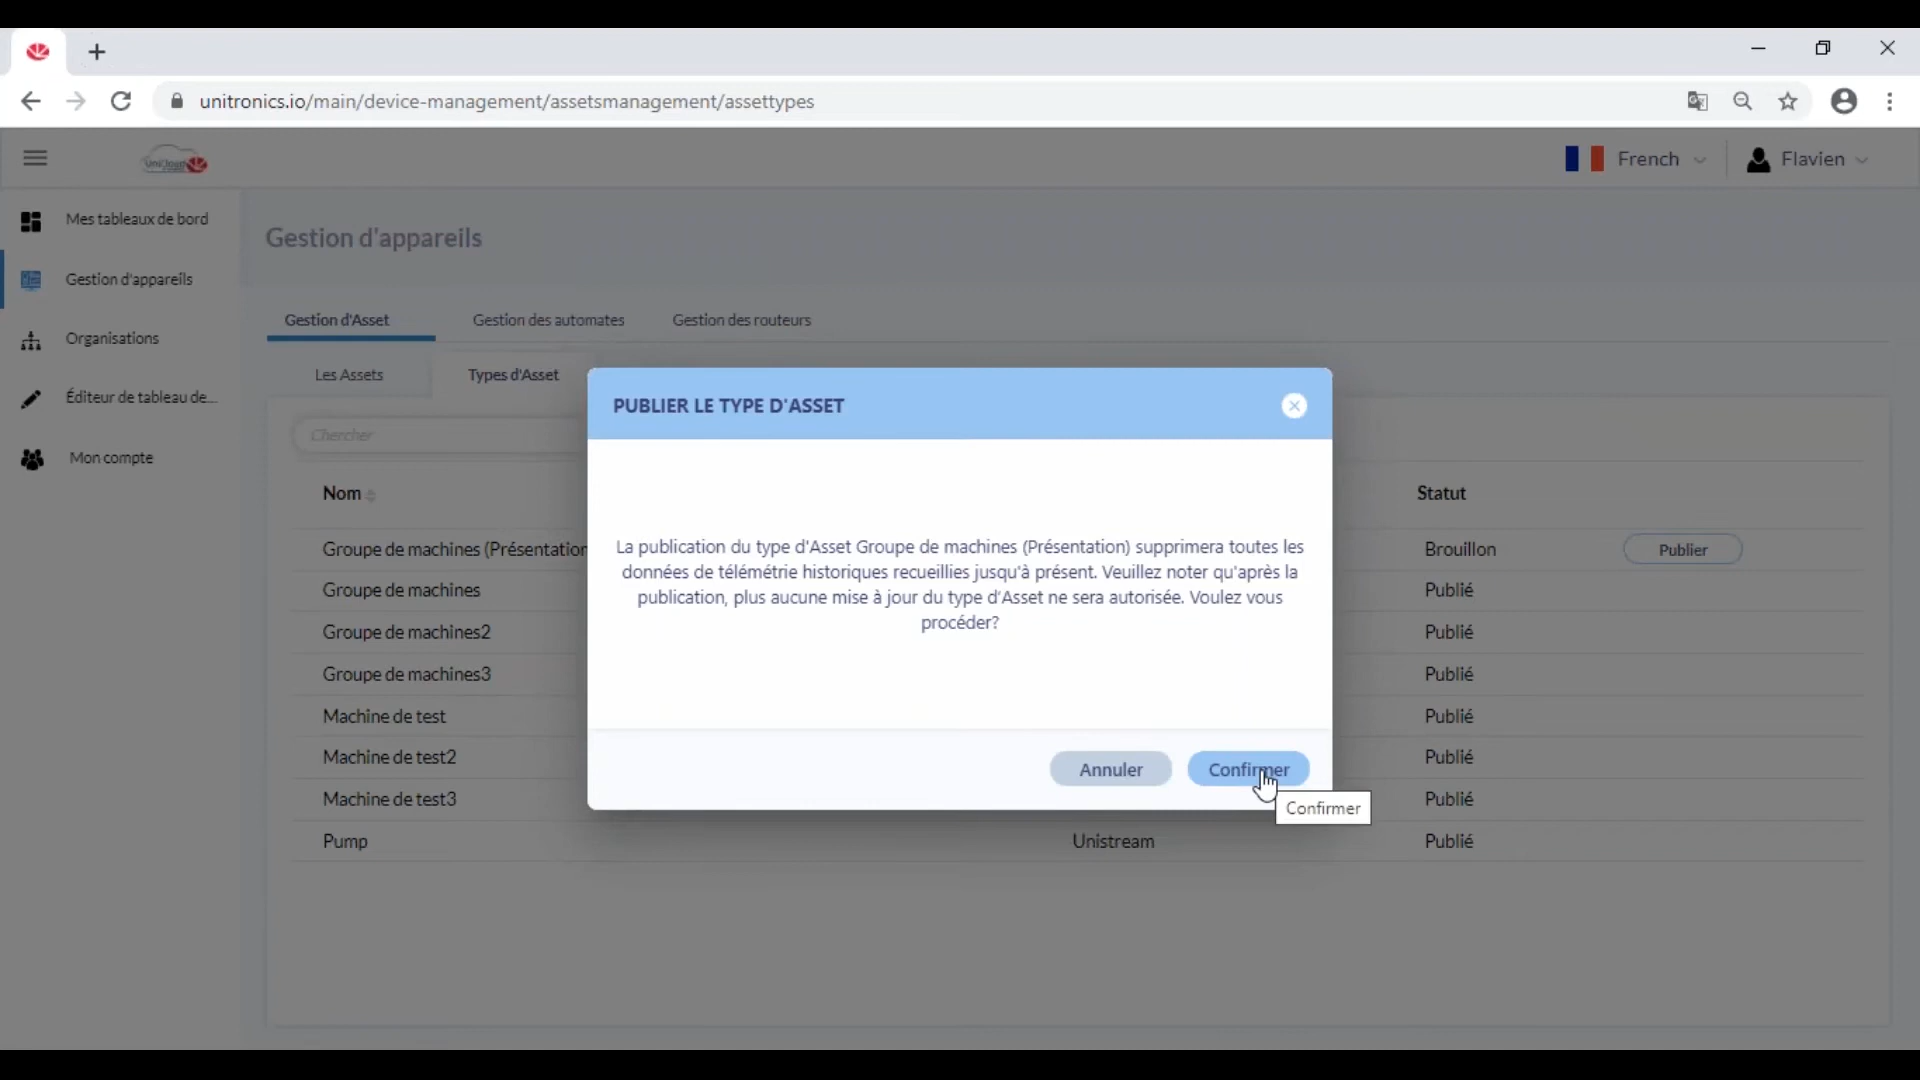 unitronics.io/main/device-management/assetsmanagement/assettypes
UniCloud
French
Flavien
Mes tableaux de bord
Gestion d'appareils
Organisations
Éditeur de tableau de...
Mon compte
Gestion d'appareils
Gestion d'Asset
Gestion des automates
Gestion des routeurs
Les Assets
Types d'Asset
Chercher
Nom
Statut
Groupe de machines (Présentation
Brouillon
Publier
Groupe de machines
Publié
Groupe de machines2
Publié
Groupe de machines3
Publié
Machine de test
Publié
Machine de test2
Publié
Machine de test3
Publié
Pump
Unistream
Publié
PUBLIER LE TYPE D'ASSET
La publication du type d'Asset Groupe de machines (Présentation) supprimera toutes les
données de télémétrie historiques recueillies jusqu'à présent. Veuillez noter qu'après la
publication, plus aucune mise à jour du type d'Asset ne sera autorisée. Voulez vous
procéder?
Annuler
Confirmer
Confirmer